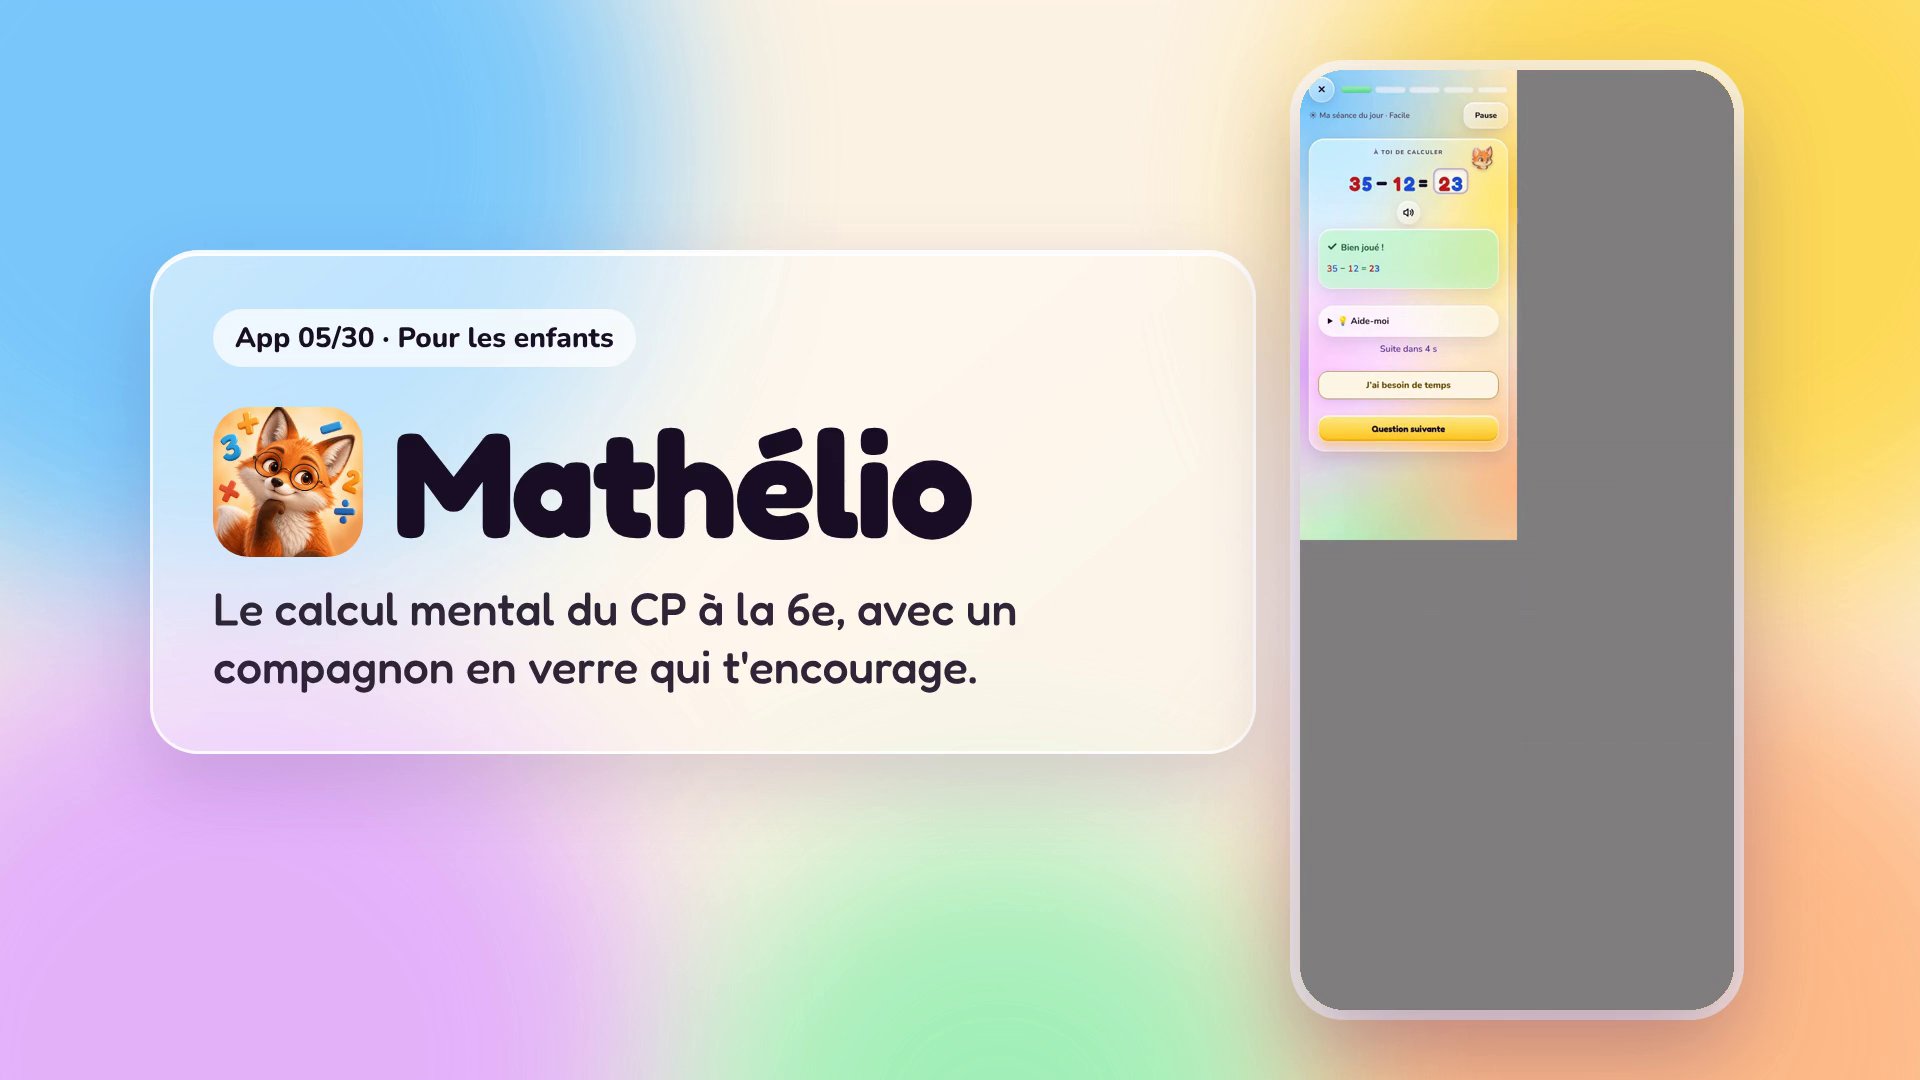 App 05/30 · Pour les enfants
3 + −
× 2 ÷
Mathélio
Le calcul mental du CP à la 6e, avec un
compagnon en verre qui t'encourage.
✕
☀ Ma séance du jour · Facile
Pause
À TOI DE CALCULER
35 − 12 = 23
✓ Bien joué !
35 − 12 = 23
▶ 💡 Aide-moi
Suite dans 4 s
J'ai besoin de temps
Question suivante